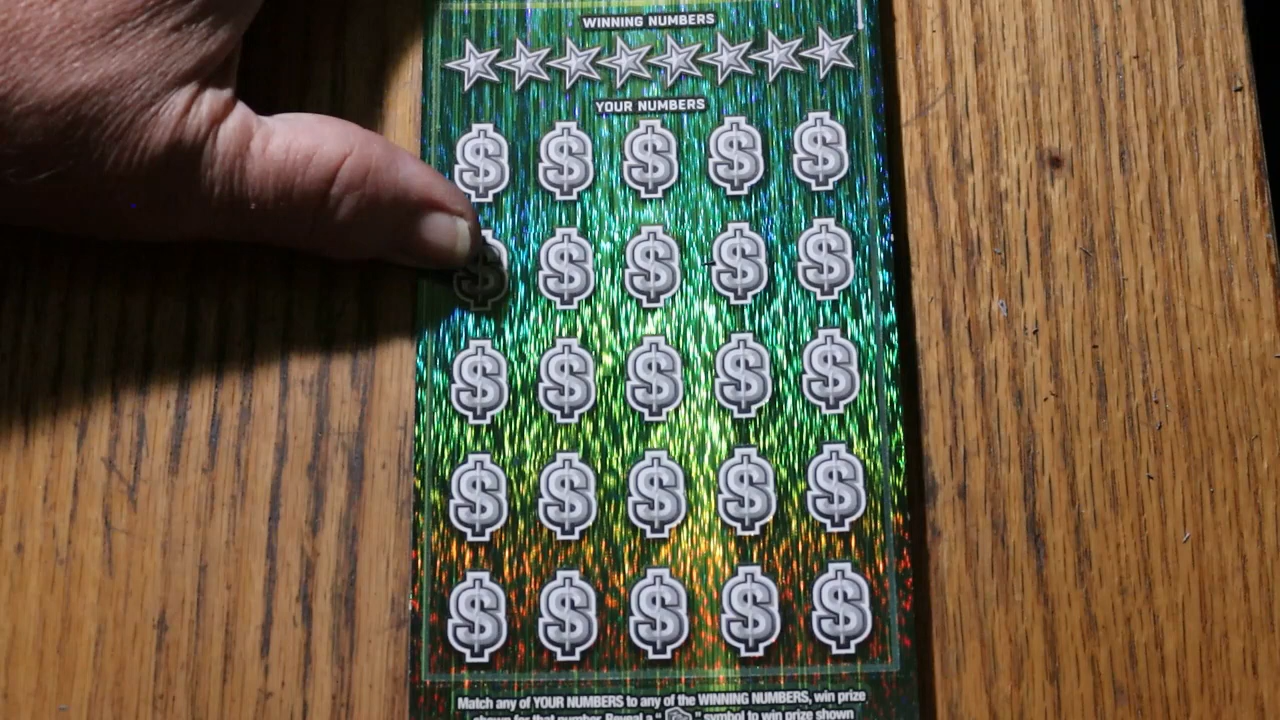 WINNING NUMBERS
YOUR NUMBERS
$ $ $ $ $
$ $ $ $ $
$ $ $ $ $
$ $ $ $ $
$ $ $ $ $
Match any of YOUR NUMBERS to any of the WINNING NUMBERS, win prize
shown for that number. Reveal a " " symbol to win prize shown